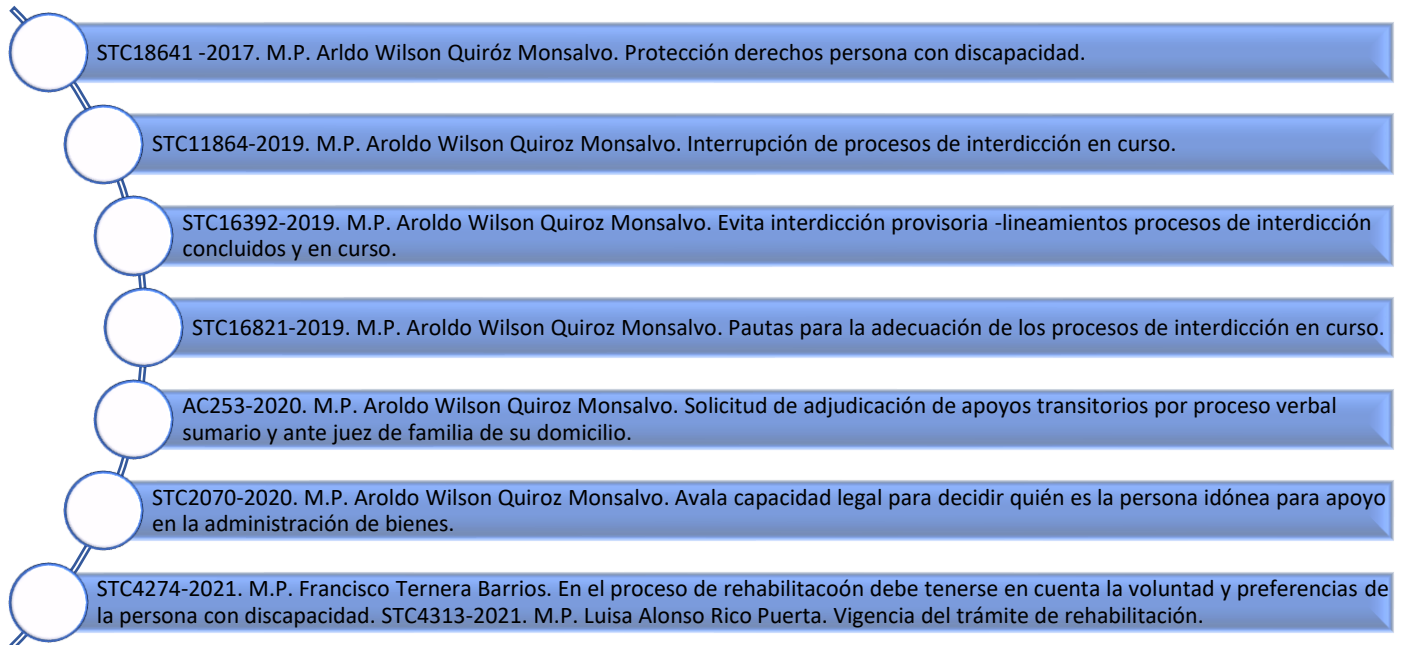 STC18641 -2017. M.P. Arldo Wilson Quiróz Monsalvo. Protección derechos persona con discapacidad.
STC11864-2019. M.P. Aroldo Wilson Quiroz Monsalvo. Interrupción de procesos de interdicción en curso.
STC16392-2019. M.P. Aroldo Wilson Quiroz Monsalvo. Evita interdicción provisoria -lineamientos procesos de interdicción
concluidos y en curso.
STC16821-2019. M.P. Aroldo Wilson Quiroz Monsalvo. Pautas para la adecuación de los procesos de interdicción en curso.
AC253-2020. M.P. Aroldo Wilson Quiroz Monsalvo. Solicitud de adjudicación de apoyos transitorios por proceso verbal
sumario y ante juez de familia de su domicilio.
STC2070-2020. M.P. Aroldo Wilson Quiroz Monsalvo. Avala capacidad legal para decidir quién es la persona idónea para apoyo
en la administración de bienes.
STC4274-2021. M.P. Francisco Ternera Barrios. En el proceso de rehabilitacoón debe tenerse en cuenta la voluntad y preferencias de
la persona con discapacidad. STC4313-2021. M.P. Luisa Alonso Rico Puerta. Vigencia del trámite de rehabilitación.